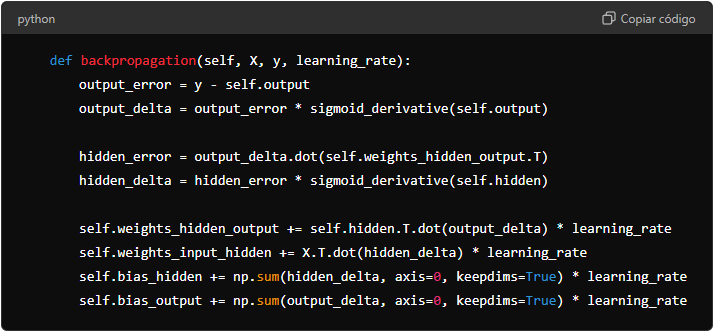 python
Copiar código
def backpropagation(self, X, y, learning_rate):
output_error = y - self.output
output_delta = output_error * sigmoid_derivative(self.output)
hidden_error = output_delta.dot(self.weights_hidden_output.T)
hidden_delta = hidden_error * sigmoid_derivative(self.hidden)
self.weights_hidden_output += self.hidden.T.dot(output_delta) * learning_rate
self.weights_input_hidden += X.T.dot(hidden_delta) * learning_rate
self.bias_hidden += np.sum(hidden_delta, axis=0, keepdims=True) * learning_rate
self.bias_output += np.sum(output_delta, axis=0, keepdims=True) * learning_rate